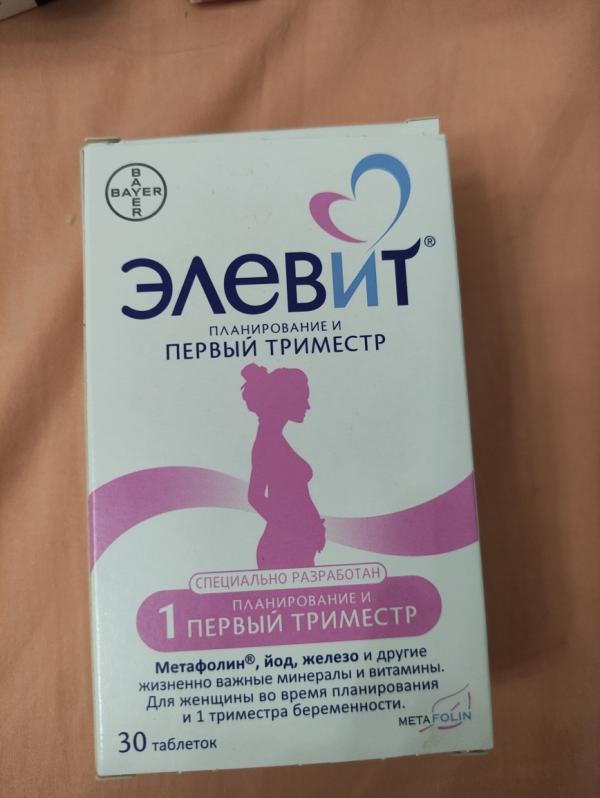 BAYER
BAYER
ЭЛЕВИТ®
ПЛАНИРОВАНИЕ И
ПЕРВЫЙ ТРИМЕСТР
СПЕЦИАЛЬНО РАЗРАБОТАН
1 ПЛАНИРОВАНИЕ И
ПЕРВЫЙ ТРИМЕСТР
Метафолин®, йод, железо и другие
жизненно важные минералы и витамины.
Для женщины во время планирования
и 1 триместра беременности.
30 таблеток
METAFOLIN